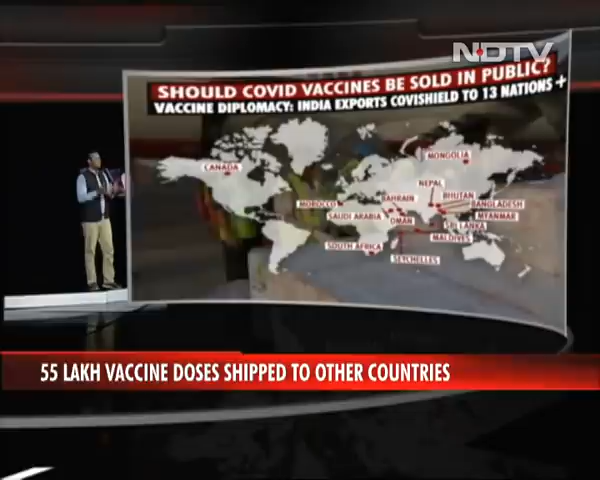 NDTV
SHOULD COVID VACCINES BE SOLD IN PUBLIC?
VACCINE DIPLOMACY: INDIA EXPORTS COVISHIELD TO 13 NATIONS +
CANADA
MONGOLIA
NEPAL
BHUTAN
MOROCCO
BAHRAIN
BANGLADESH
SAUDI ARABIA
OMAN
MYANMAR
SRI LANKA
MALDIVES
SOUTH AFRICA
SEYCHELLES
55 LAKH VACCINE DOSES SHIPPED TO OTHER COUNTRIES